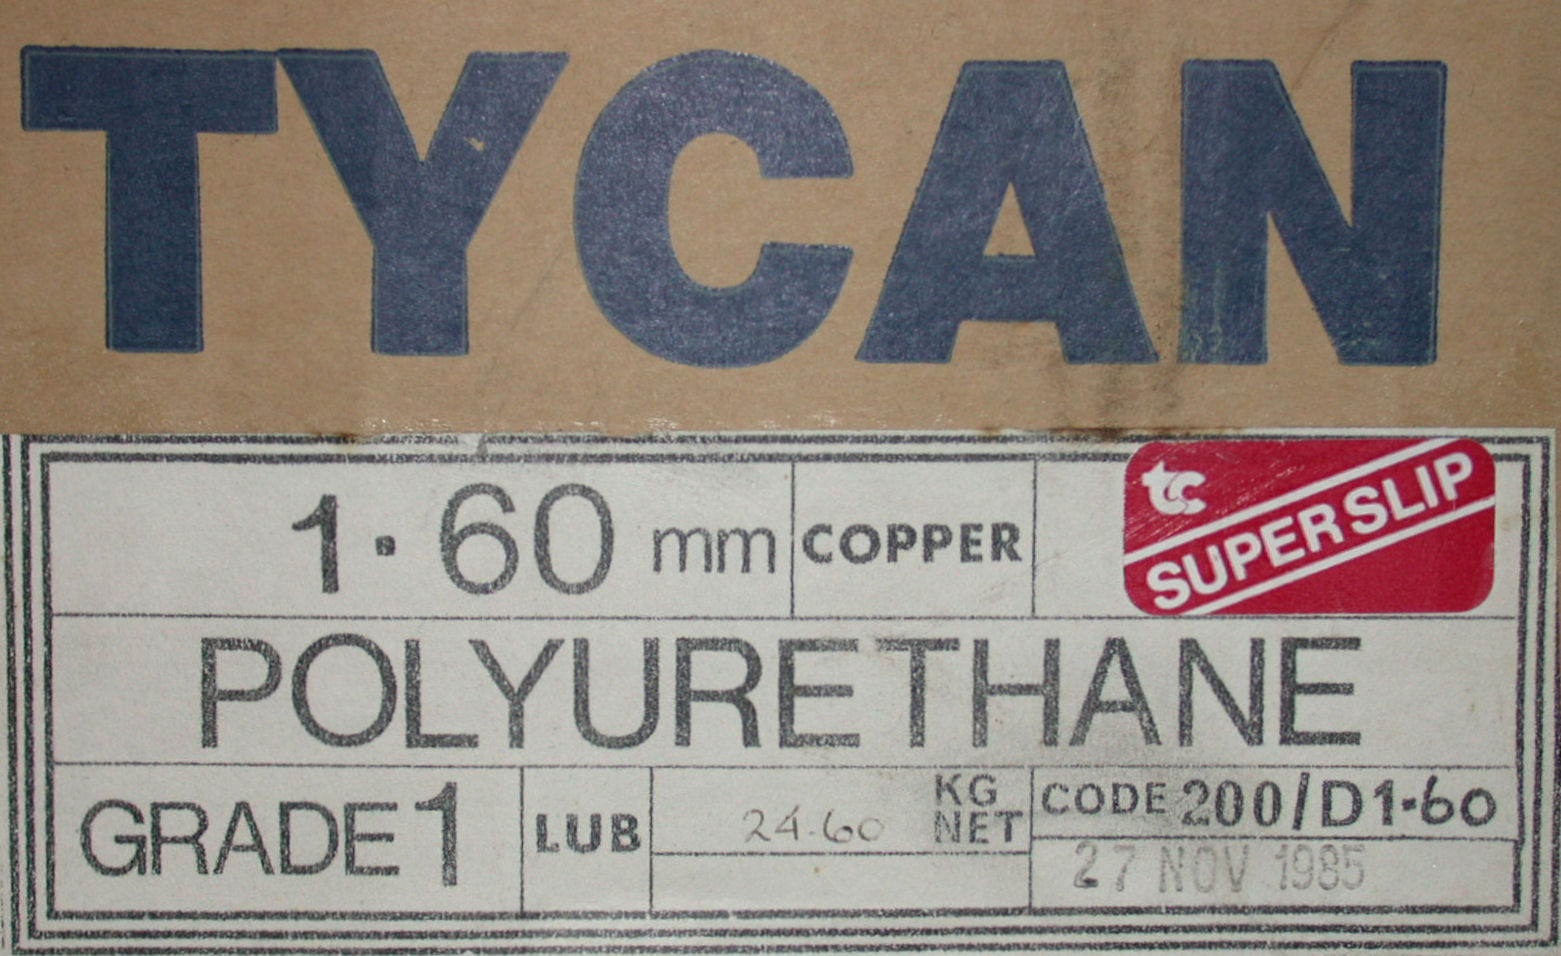 TYCAN
1·60 mm COPPER
tc
SUPER SLIP
POLYURETHANE
GRADE 1 LUB 24.60 KG NET CODE 200/D1·60
27 NOV 1985